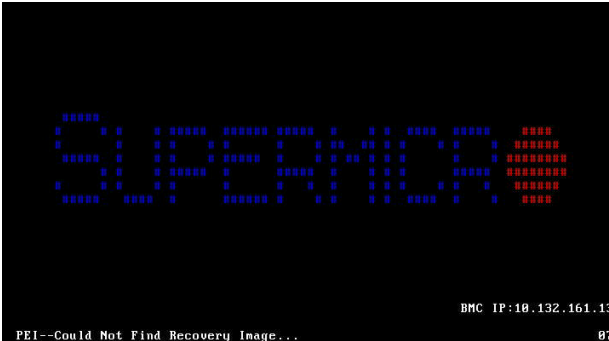 SUPERMICRO
BMC IP:10.132.161.13
PEI--Could Not Find Recovery Image...
07